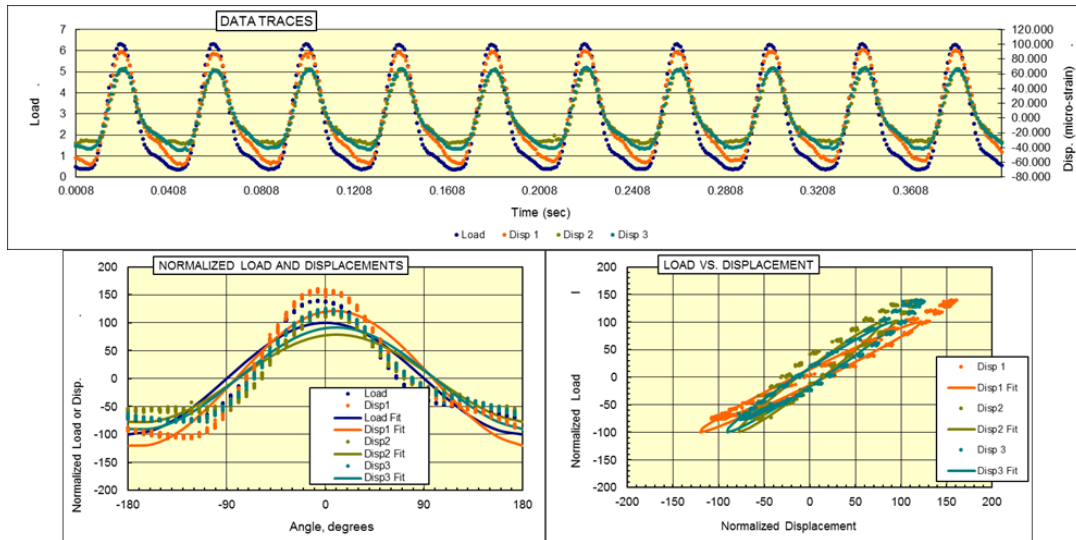 DATA TRACES
Load .
7
6
5
4
3
2
1
0
120.000
100.000
80.000
60.000
40.000
20.000
0.000
-20.000
-40.000
-60.000
-80.000
Disp. (micro-strain) .
0.0008 0.0408 0.0808 0.1208 0.1608 0.2008 0.2408 0.2808 0.3208 0.3608
Time (sec)
Load Disp 1 Disp 2 Disp 3
NORMALIZED LOAD AND DISPLACEMENTS
Normalized Load or Disp. .
200
150
100
50
0
-50
-100
-150
-200
-180 -90 0 90 180
Angle, degrees
Load
Disp1
Load Fit
Disp1 Fit
Disp2
Disp2 Fit
Disp3
Disp3 Fit
LOAD VS. DISPLACEMENT
Normalized Load
200
150
100
50
0
-50
-100
-150
-200
-200 -150 -100 -50 0 50 100 150 200
Normalized Displacement
Disp 1
Disp1 Fit
Disp2
Disp2 Fit
Disp 3
Disp3 Fit